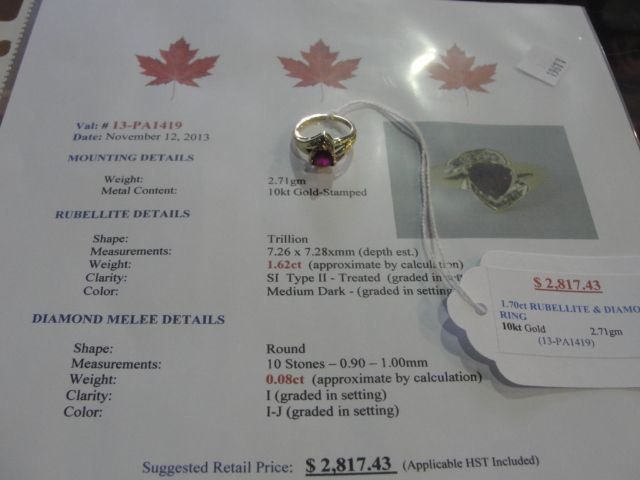 Val: # 13-PA1419
Date: November 12, 2013
MOUNTING DETAILS
Weight: 2.71gm
Metal Content: 10kt Gold-Stamped
RUBELLITE DETAILS
Shape: Trillion
Measurements: 7.26 x 7.28xmm (depth est.)
Weight: 1.62ct (approximate by calculation)
Clarity: SI Type II - Treated (graded in
Color: Medium Dark - (graded in setting
DIAMOND MELEE DETAILS
Shape: Round
Measurements: 10 Stones – 0.90 - 1.00mm
Weight: 0.08ct (approximate by calculation)
Clarity: I (graded in setting)
Color: I-J (graded in setting)
Suggested Retail Price: $ 2,817.43 (Applicable HST Included)
$ 2,817.43
1.70ct RUBELLITE & DIAMO
RING
10kt Gold 2.71gm
(13-PA1419)